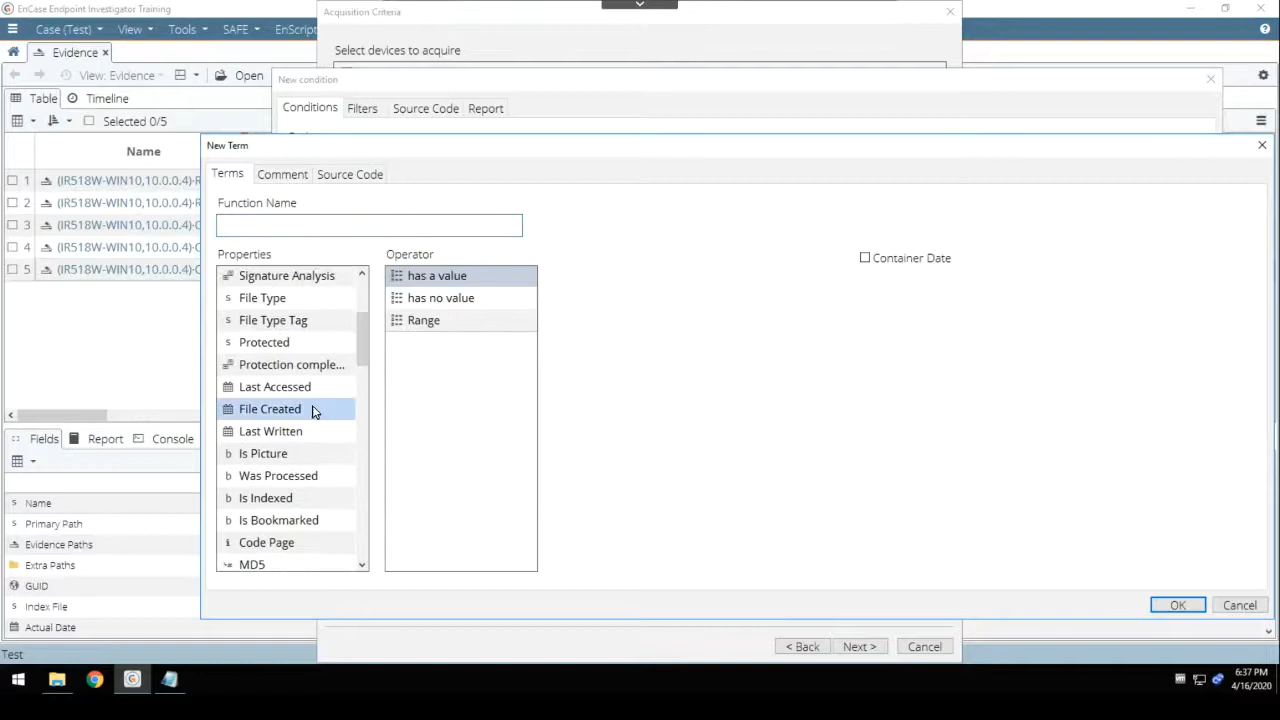 EnCase Endpoint Investigator Training
Acquisition Criteria
Case (Test) View Tools SAFE EnScript
Select devices to acquire
Evidence
View: Evidence Open
New condition
Table Timeline
Conditions Filters Source Code Report
Selected 0/5
New Term
Name
Terms Comment Source Code
1 (IR518W-WIN10,10.0.0.4)
2 (IR518W-WIN10,10.0.0.4)
3 (IR518W-WIN10,10.0.0.4)
4 (IR518W-WIN10,10.0.0.4)
5 (IR518W-WIN10,10.0.0.4)
Function Name
Properties Operator
Container Date
Signature Analysis
File Type
File Type Tag
Protected
Protection comple...
Last Accessed
File Created
Last Written
Is Picture
Was Processed
Is Indexed
Is Bookmarked
Code Page
MD5
has a value
has no value
Range
Fields Report Console
Name
Primary Path
Evidence Paths
Extra Paths
GUID
Index File
Actual Date
OK Cancel
< Back Next > Cancel
Test
6:37 PM
4/16/2020